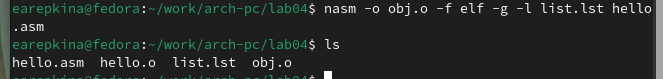 earepkina@fedora:~/work/arch-pc/lab04$ nasm -o obj.o -f elf -g -l list.lst hello
.asm
earepkina@fedora:~/work/arch-pc/lab04$ ls
hello.asm  hello.o  list.lst  obj.o
earepkina@fedora:~/work/arch-pc/lab04$